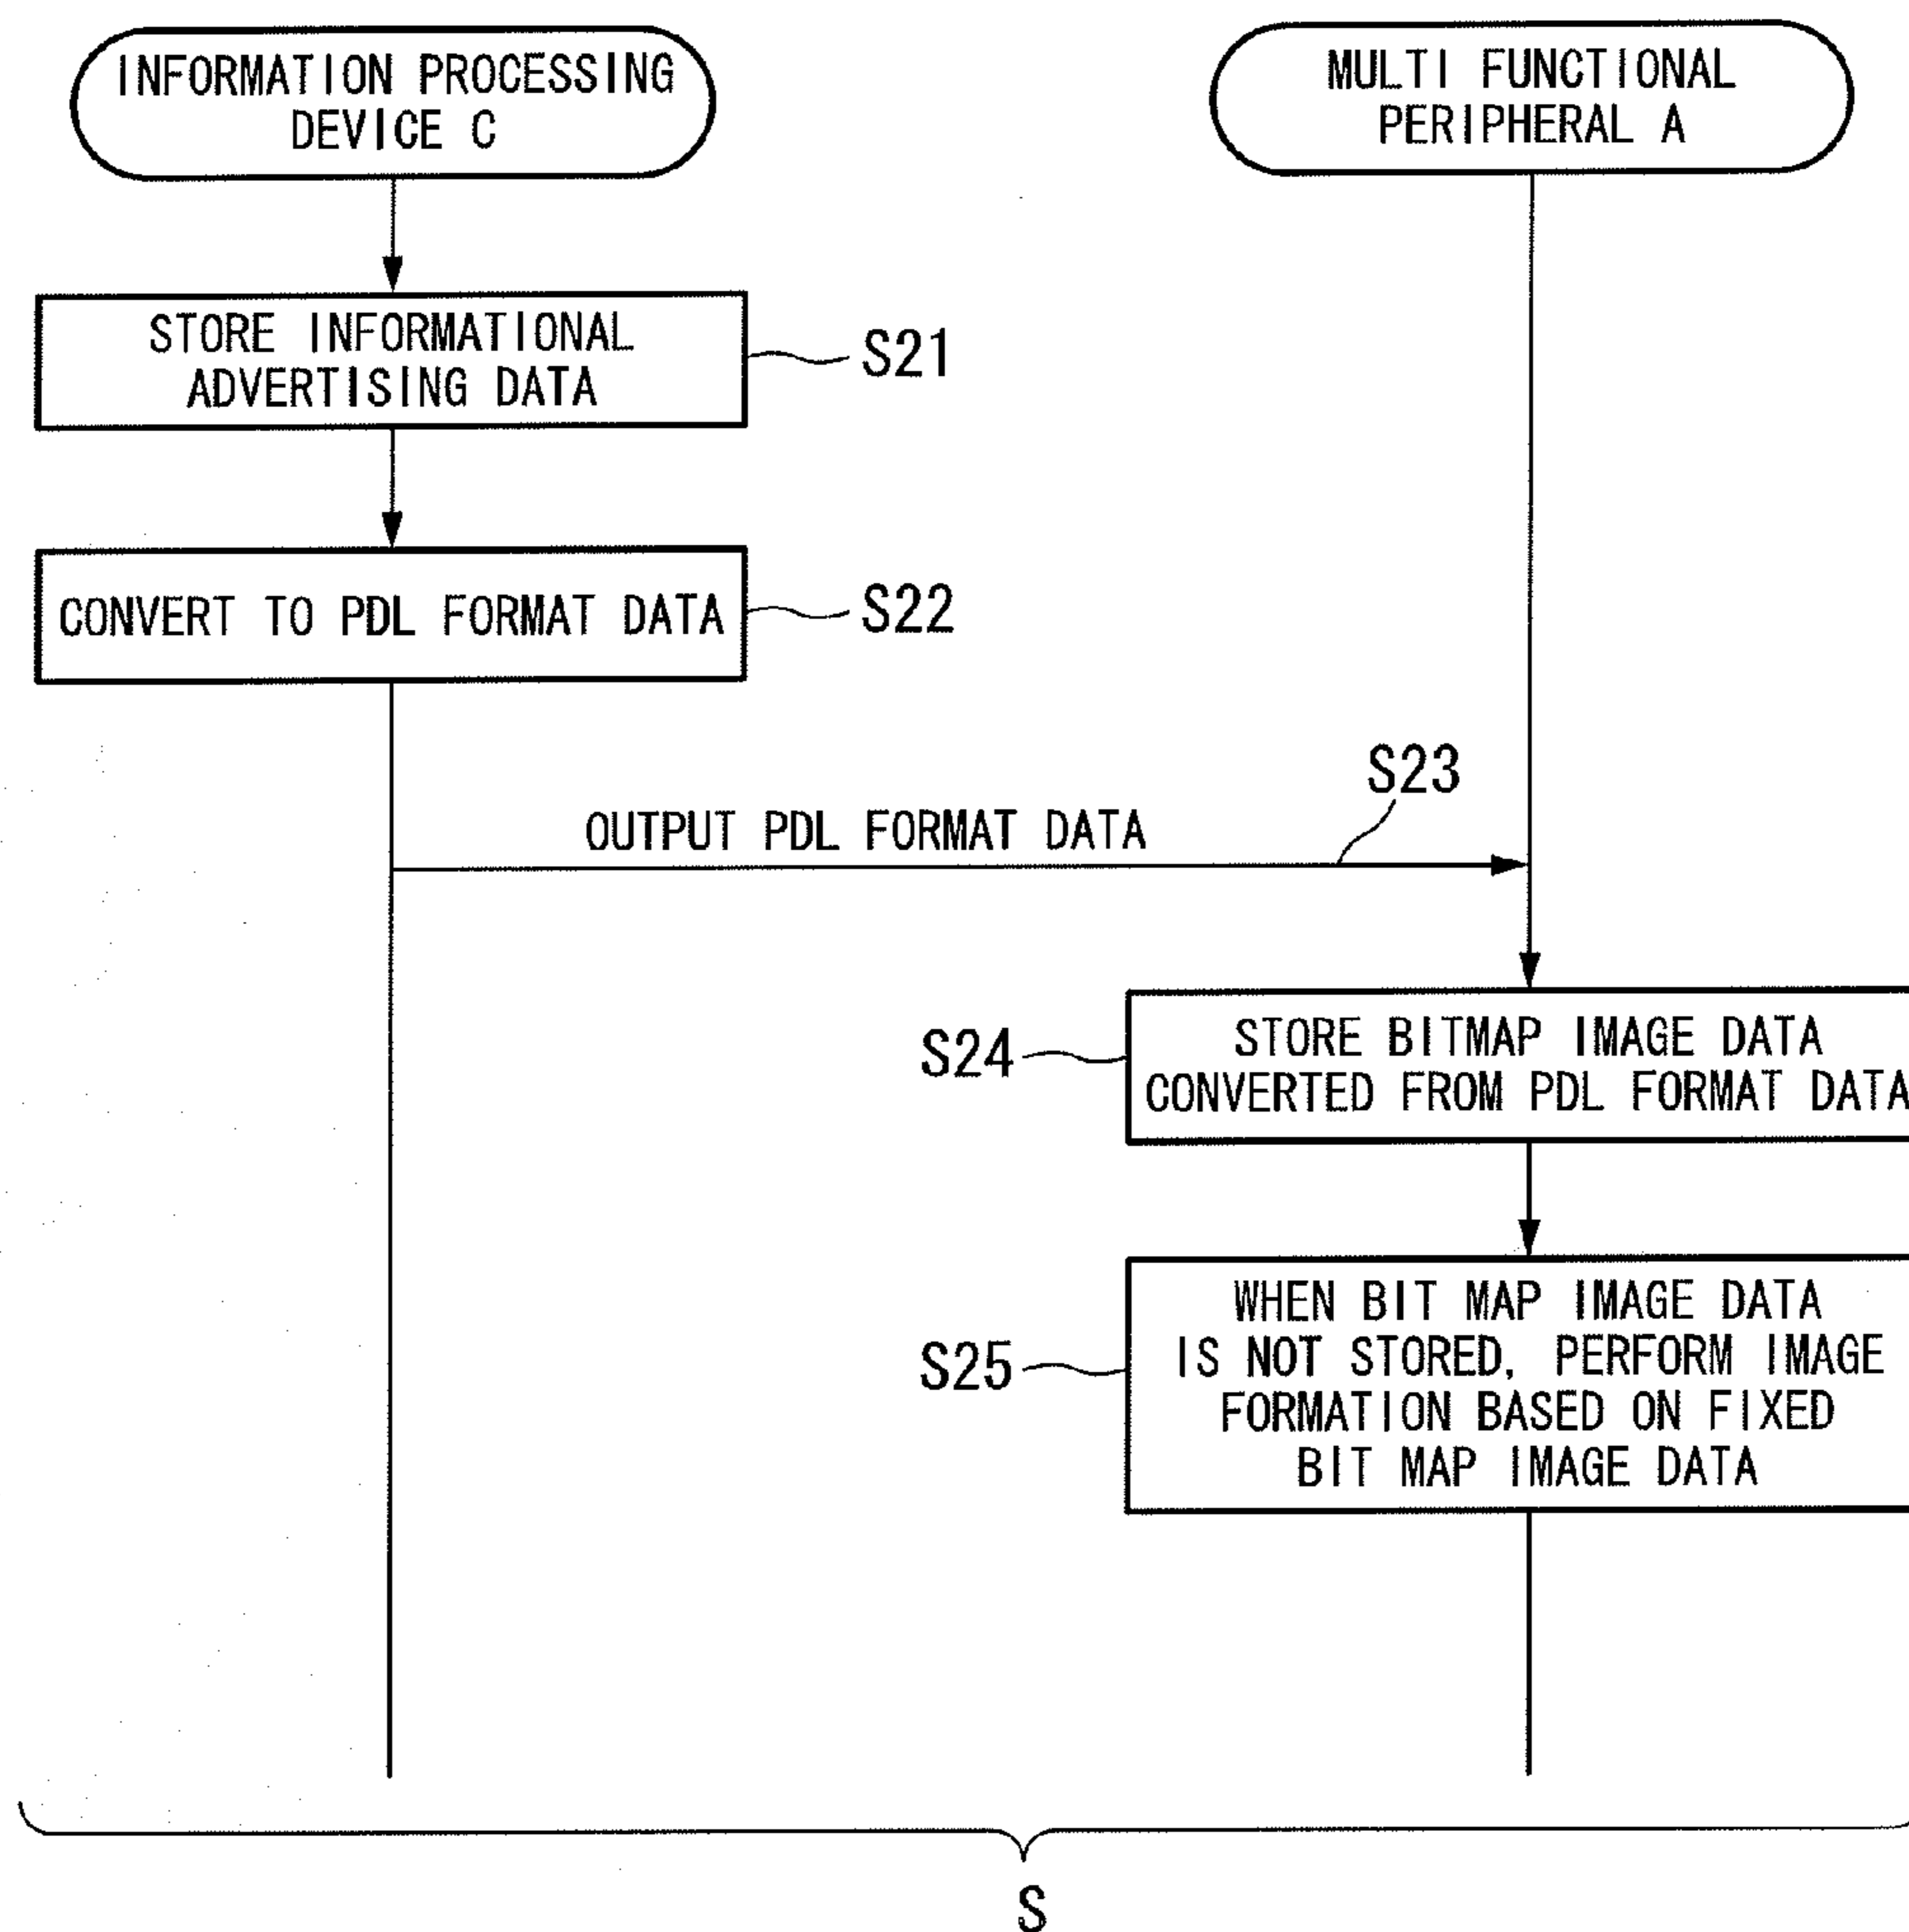 INFORMATION PROCESSING
DEVICE C
MULTI FUNCTIONAL
PERIPHERAL A
STORE INFORMATIONAL
ADVERTISING DATA
S21
CONVERT TO PDL FORMAT DATA
S22
S23
OUTPUT PDL FORMAT DATA
S24
STORE BITMAP IMAGE DATA
CONVERTED FROM PDL FORMAT DATA
S25
WHEN BIT MAP IMAGE DATA
IS NOT STORED, PERFORM IMAGE
FORMATION BASED ON FIXED
BIT MAP IMAGE DATA
S